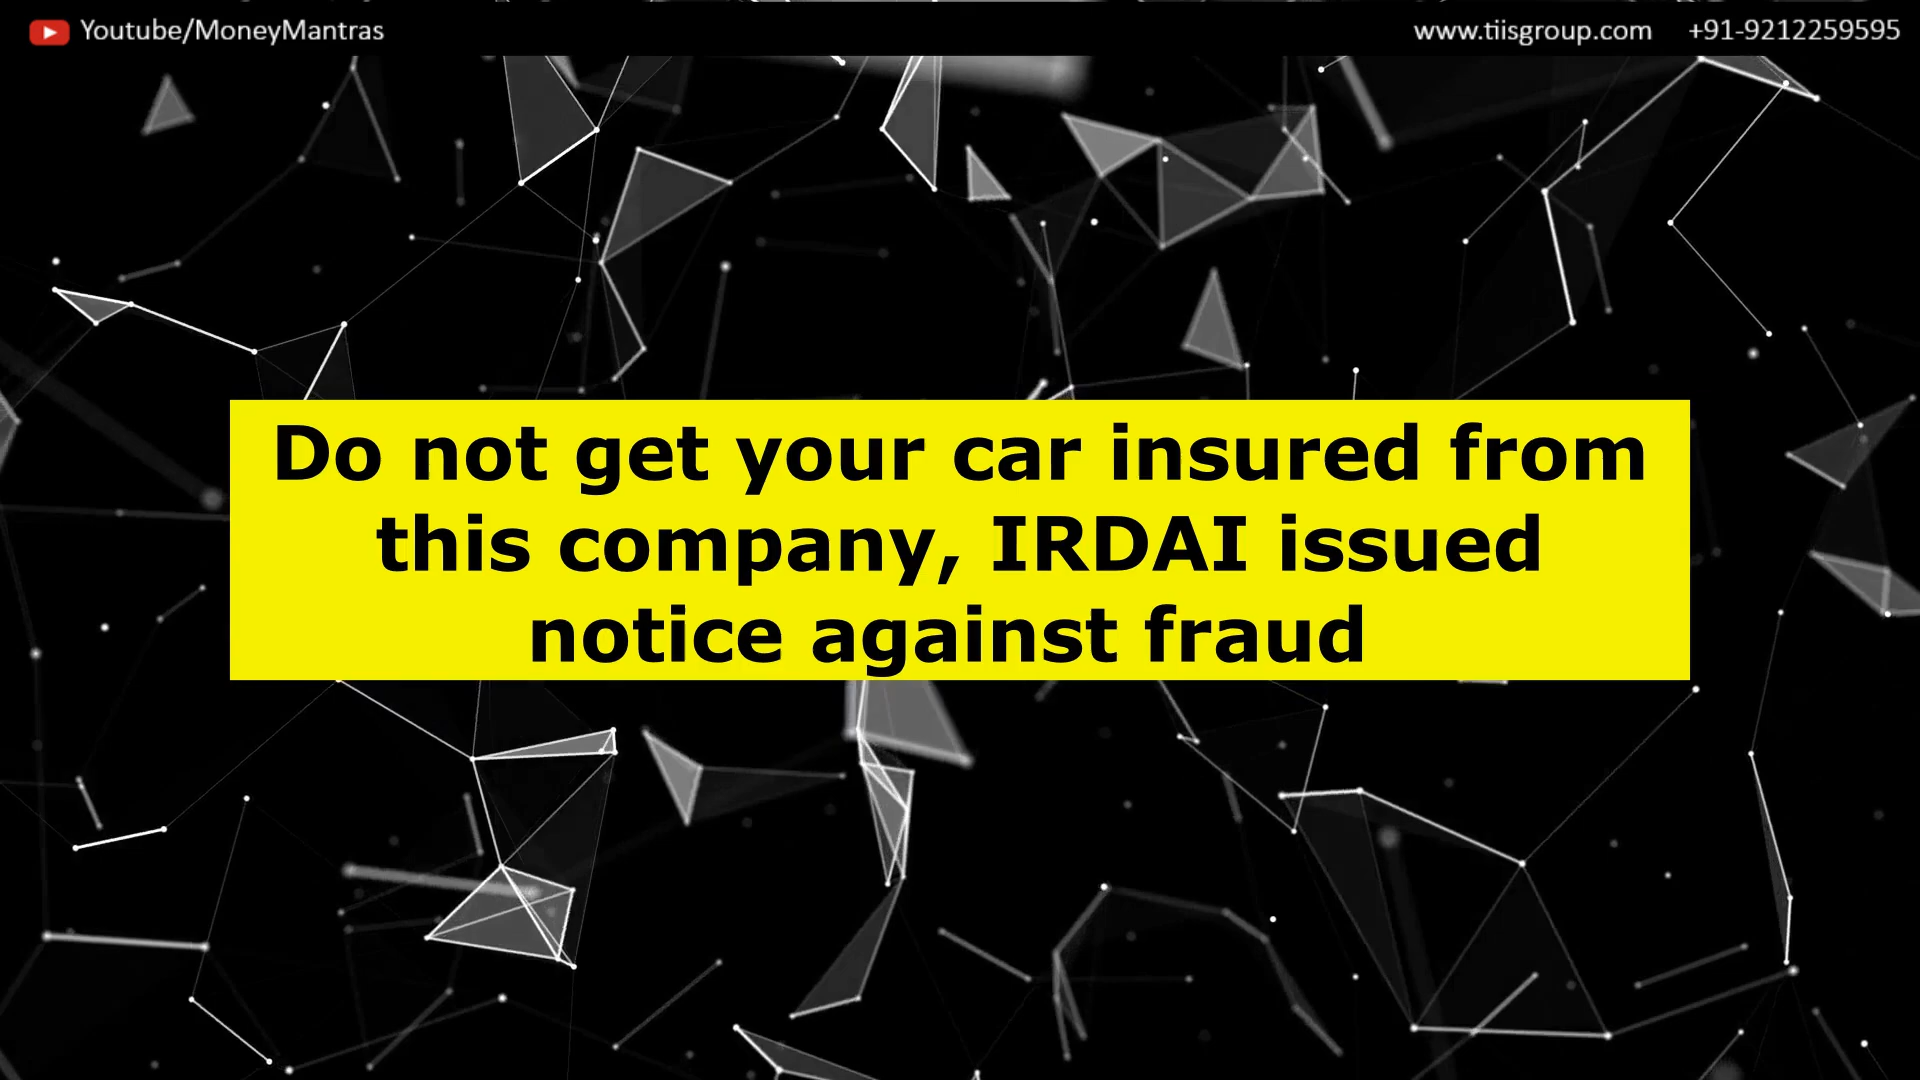 Youtube/MoneyMantras
www.tiisgroup.com +91-9212259595
Do not get your car insured from
this company, IRDAI issued
notice against fraud